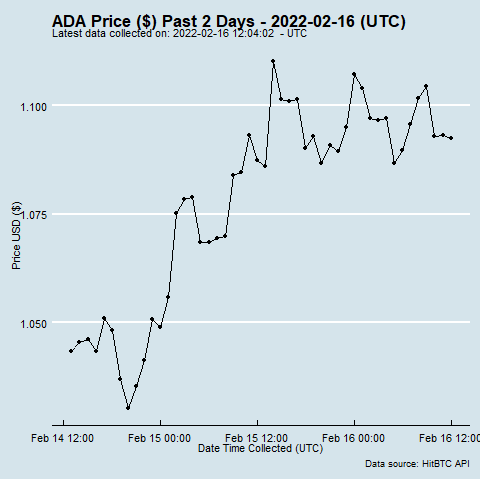 ADA Price ($) Past 2 Days - 2022-02-16 (UTC)
Latest data collected on: 2022-02-16 12:04:02 - UTC
1.100
1.075
1.050
Price USD ($)
Feb 14 12:00 Feb 15 00:00 Feb 15 12:00 Feb 16 00:00 Feb 16 12:00
Date Time Collected (UTC)
Data source: HitBTC API